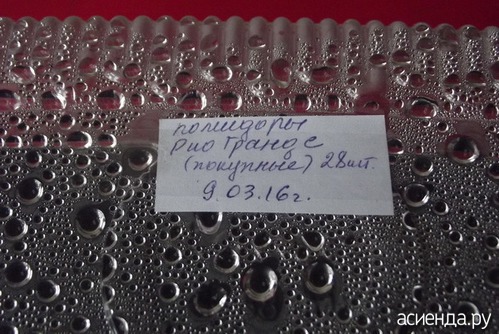 помидоры
Рио Гранде
(покупные) 28шт.
9.03.16г.
асиенда.ру